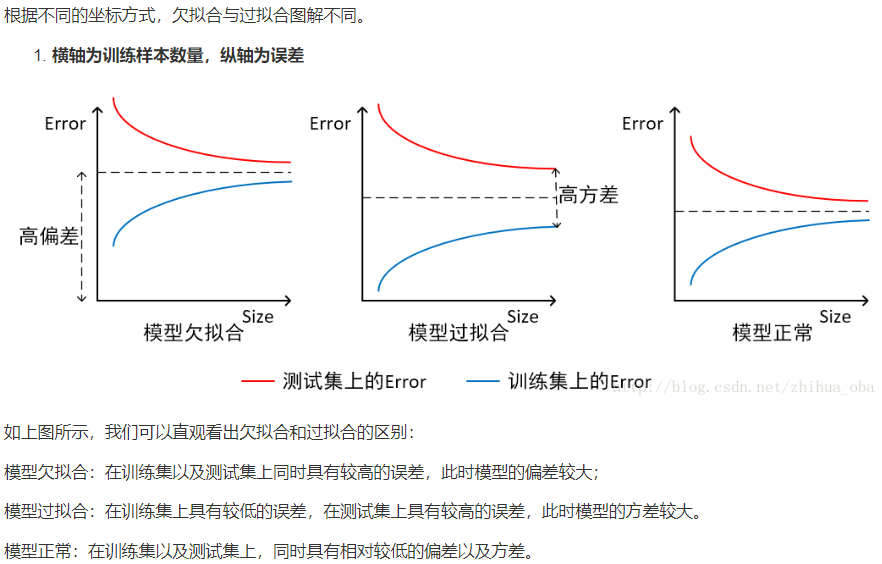 根据不同的坐标方式，欠拟合与过拟合图解不同。
1. 横轴为训练样本数量，纵轴为误差
Error
高偏差
Size
模型欠拟合
Error
高方差
Size
模型过拟合
Error
Size
模型正常
测试集上的Error
训练集上的Error
http://blog.csdn.net/zhihua_oba
如上图所示，我们可以直观看出欠拟合和过拟合的区别：
模型欠拟合：在训练集以及测试集上同时具有较高的误差，此时模型的偏差较大；
模型过拟合：在训练集上具有较低的误差，在测试集上具有较高的误差，此时模型的方差较大。
模型正常：在训练集以及测试集上，同时具有相对较低的偏差以及方差。